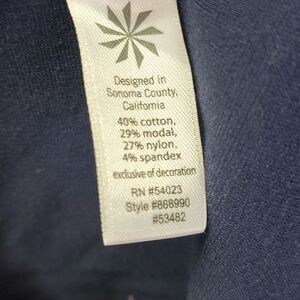 Designed in
Sonoma County,
California
40% cotton,
29% modal,
27% nylon,
4% spandex
exclusive of decoration
RN #54023
Style #868990
#53482